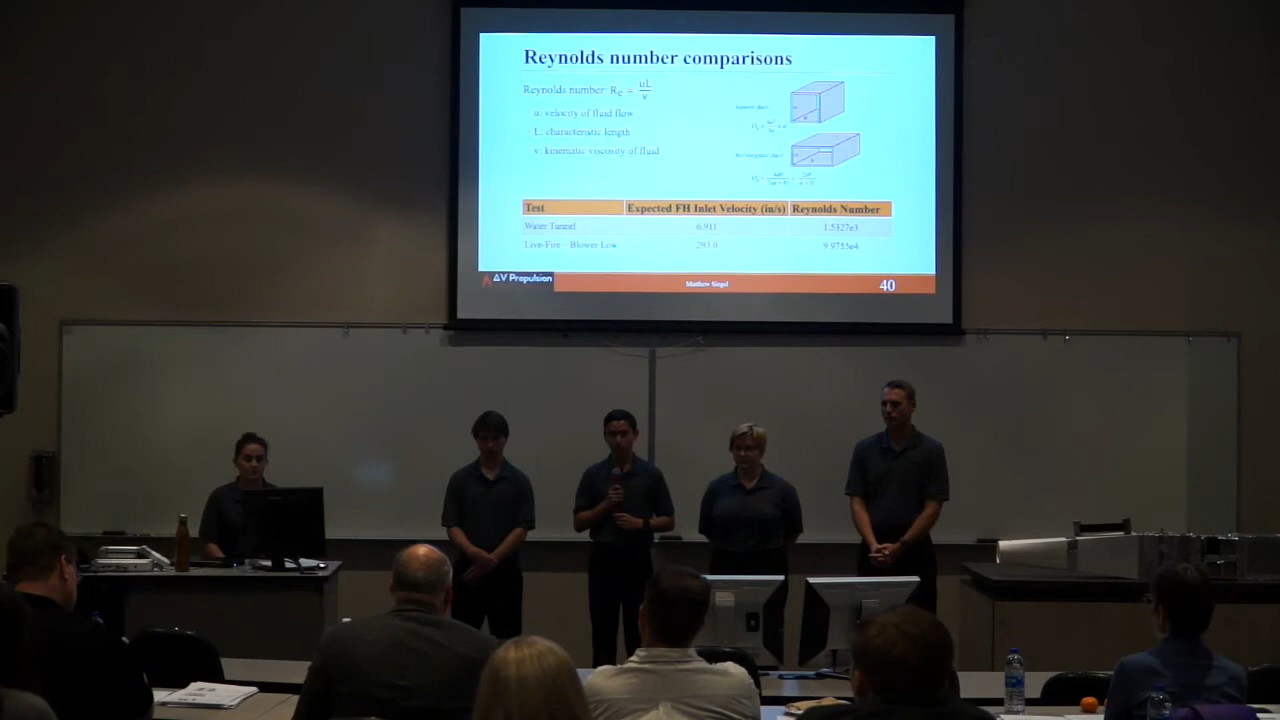 Reynolds number comparisons
Reynolds number: Re = uL/v
u: velocity of fluid flow
L: characteristic length
v: kinematic viscosity of fluid
Test Expected FH Inlet Velocity (in/s) Reynolds Number
Water Tunnel 6.911 1.5327e3
Live-Fire – Blower Low 293.0
ΔV Propulsion Matthew Siegel 40